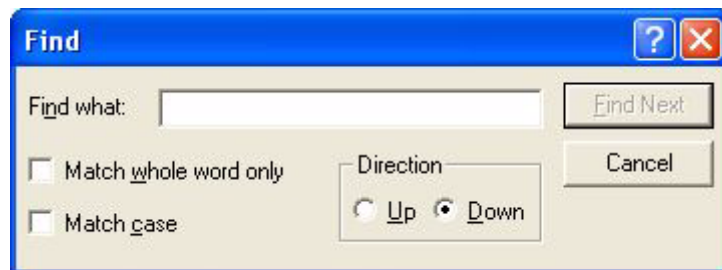 Find
Find what:
Find Next
Match whole word only
Direction
Cancel
Up Down
Match case